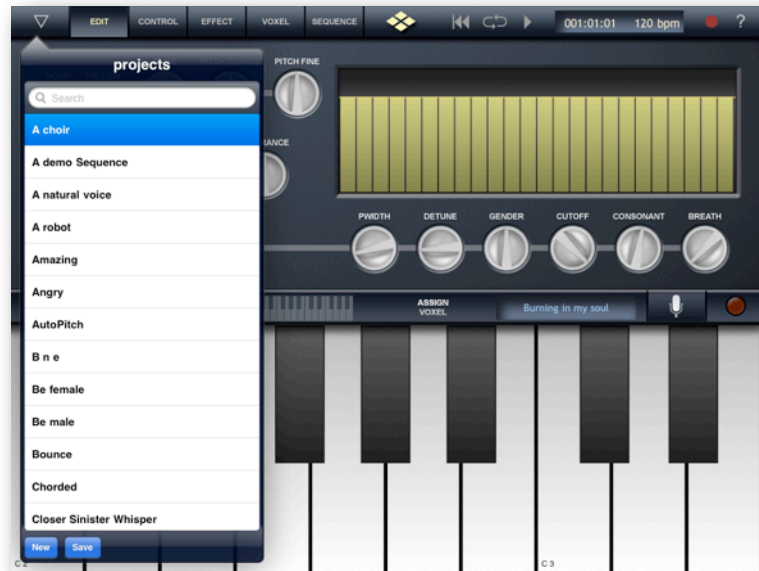 EDIT CONTROL EFFECT VOXEL SEQUENCE 001:01:01 120 bpm ?
projects
PITCH FINE
Search
A choir
ANCE
A demo Sequence
A natural voice
A robot
PWIDTH DETUNE GENDER CUTOFF CONSONANT BREATH
Amazing
Angry
ASSIGN
VOXEL
Burning in my soul
AutoPitch
B n e
Be female
Be male
Bounce
Chorded
Closer Sinister Whisper
New Save
C 2
C 3